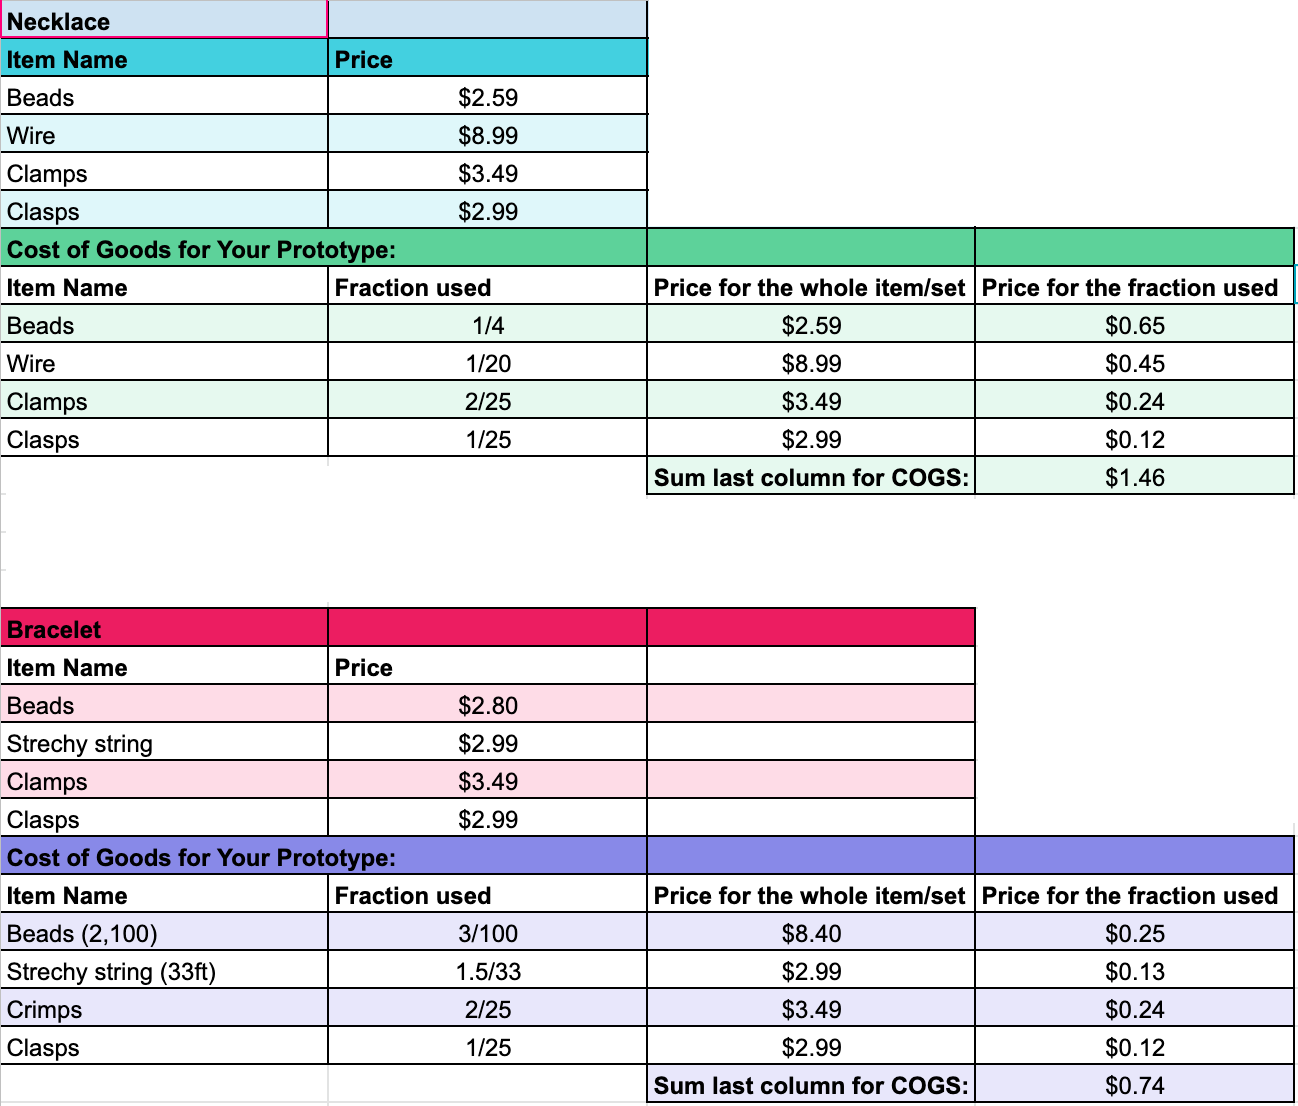 Necklace
Item Name Price
Beads $2.59
Wire $8.99
Clamps $3.49
Clasps $2.99
Cost of Goods for Your Prototype:
Item Name Fraction used Price for the whole item/set Price for the fraction used
Beads 1/4 $2.59 $0.65
Wire 1/20 $8.99 $0.45
Clamps 2/25 $3.49 $0.24
Clasps 1/25 $2.99 $0.12
Sum last column for COGS: $1.46
Bracelet
Item Name Price
Beads $2.80
Strechy string $2.99
Clamps $3.49
Clasps $2.99
Cost of Goods for Your Prototype:
Item Name Fraction used Price for the whole item/set Price for the fraction used
Beads (2,100) 3/100 $8.40 $0.25
Strechy string (33ft) 1.5/33 $2.99 $0.13
Crimps 2/25 $3.49 $0.24
Clasps 1/25 $2.99 $0.12
Sum last column for COGS: $0.74